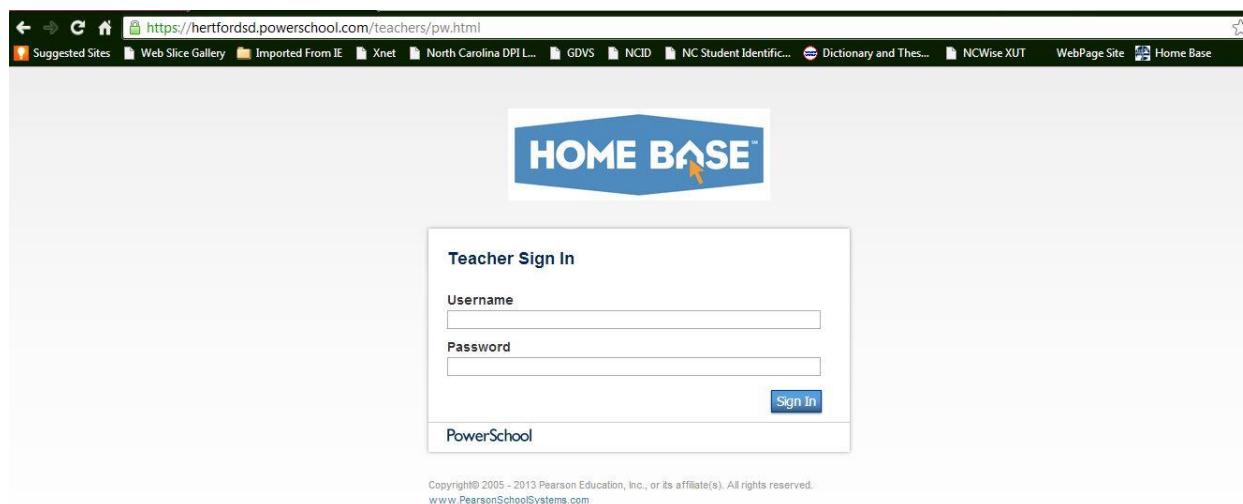 https://hertfordsd.powerschool.com/teachers/pw.html
Suggested Sites Web Slice Gallery Imported From IE Xnet North Carolina DPI L... GDVS NCID NC Student Identific... Dictionary and Thes... NCWise XUT WebPage Site Home Base
HOME BASE℠
Teacher Sign In
Username
Password
Sign In
PowerSchool
Copyright© 2005 - 2013 Pearson Education, Inc., or its affiliate(s). All rights reserved.
www.PearsonSchoolSystems.com